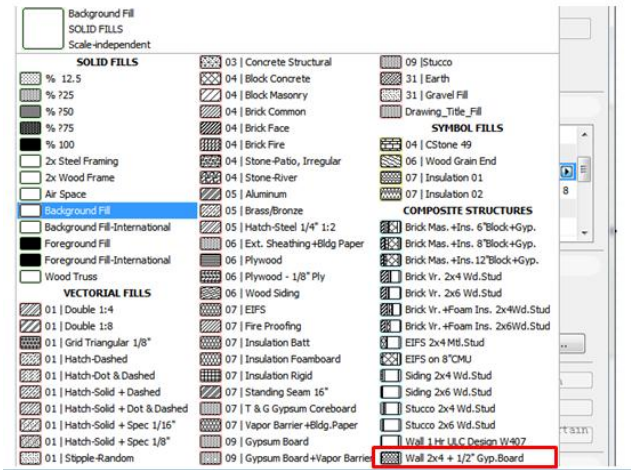 Background Fill
SOLID FILLS
Scale-independent
SOLID FILLS
% 12.5
% ?25
% ?50
% ?75
% 100
2x Steel Framing
2x Wood Frame
Air Space
Background Fill
Background Fill-International
Foreground Fill
Foreground Fill-International
Wood Truss
VECTORIAL FILLS
01 | Double 1:4
01 | Double 1:8
01 | Grid Triangular 1/8"
01 | Hatch-Dashed
01 | Hatch-Dot & Dashed
01 | Hatch-Solid + Dashed
01 | Hatch-Solid + Dot & Dashed
01 | Hatch-Solid + Spec 1/16"
01 | Hatch-Solid + Spec 1/8"
01 | Stipple-Random
03 | Concrete Structural
04 | Block Concrete
04 | Block Masonry
04 | Brick Common
04 | Brick Face
04 | Brick Fire
04 | Stone-Patio, Irregular
04 | Stone-River
05 | Aluminum
05 | Brass/Bronze
05 | Hatch-Steel 1/4" 1:2
06 | Ext. Sheathing+Bldg Paper
06 | Plywood
06 | Plywood - 1/8" Ply
06 | Wood Siding
07 | EIFS
07 | Fire Proofing
07 | Insulation Batt
07 | Insulation Foamboard
07 | Insulation Rigid
07 | Standing Seam 16"
07 | T & G Gypsum Coreboard
07 | Vapor Barrier+Bldg.Paper
09 | Gypsum Board
09 | Gypsum Board+Vapor Barrier
09 |Stucco
31 | Earth
31 | Gravel Fill
Drawing_Title_Fill
SYMBOL FILLS
04 | CStone 49
06 | Wood Grain End
07 | Insulation 01
07 | Insulation 02
COMPOSITE STRUCTURES
Brick Mas.+Ins. 6"Block+Gyp.
Brick Mas.+Ins. 8"Block+Gyp.
Brick Mas.+Ins.12"Block+Gyp.
Brick Vr. 2x4 Wd.Stud
Brick Vr. 2x6 Wd.Stud
Brick Vr.+Foam Ins. 2x4Wd.Stud
Brick Vr.+Foam Ins. 2x6Wd.Stud
EIFS 2x4 Mtl.Stud
EIFS on 8"CMU
Siding 2x4 Wd.Stud
Siding 2x6 Wd.Stud
Stucco 2x4 Wd.Stud
Stucco 2x6 Wd.Stud
Wall 1 Hr ULC Design W407
Wall 2x4 + 1/2" Gyp.Board
8
..
tain